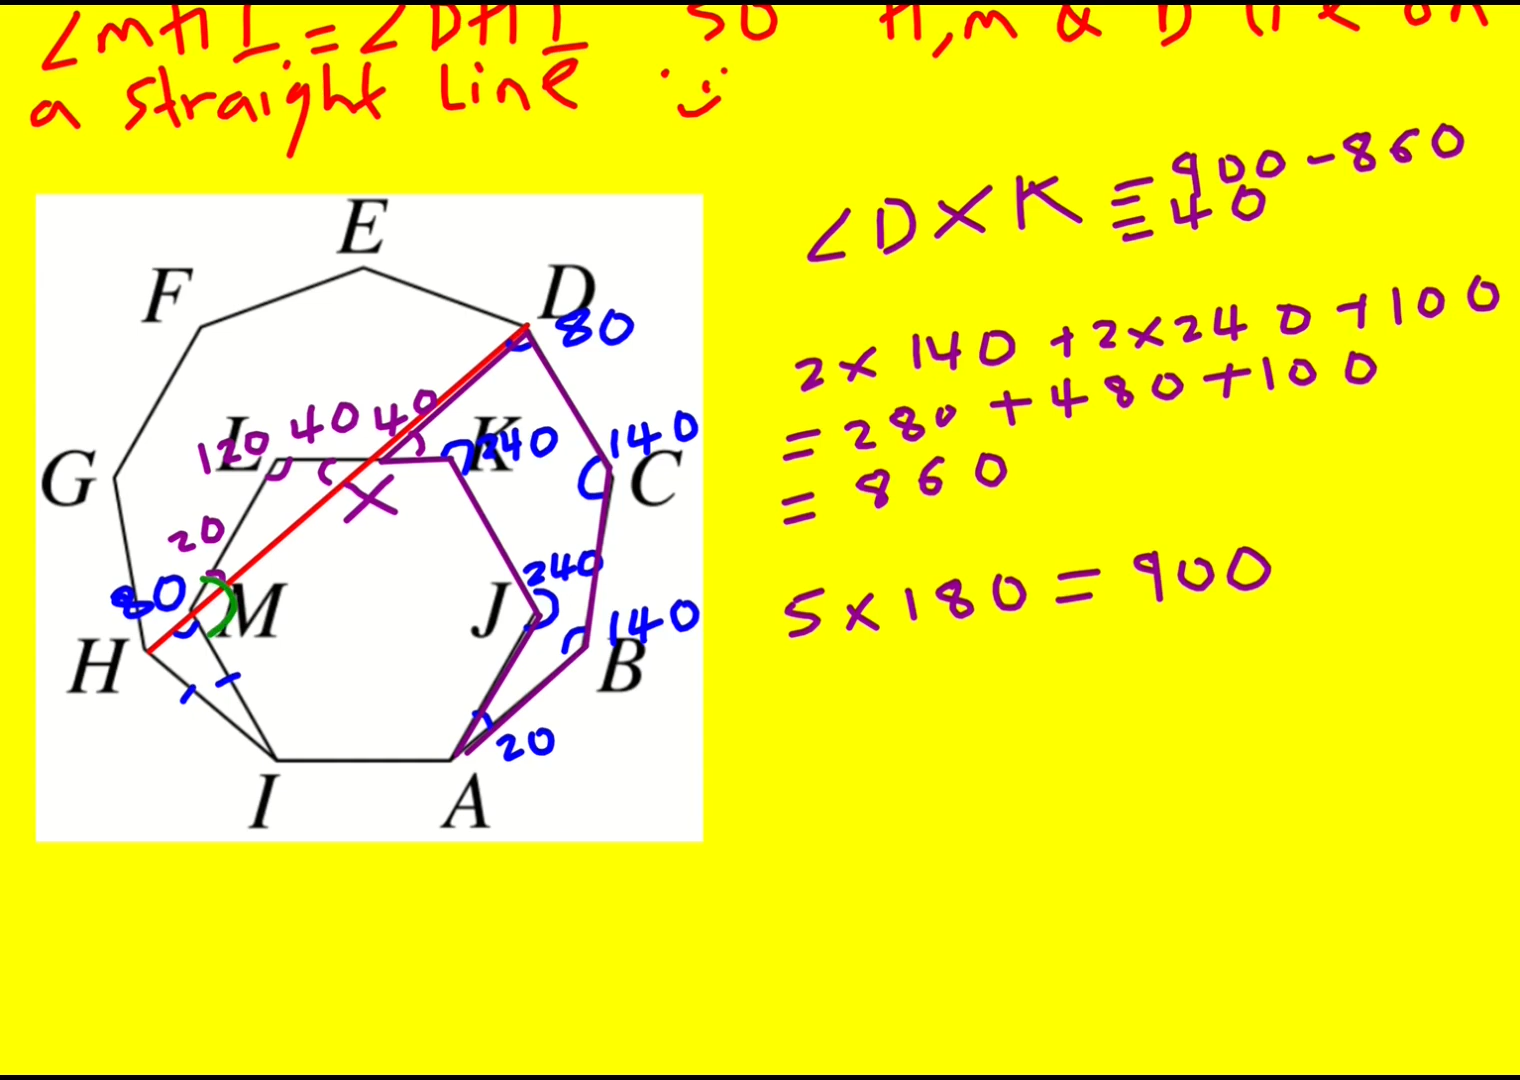 ∠mHI = ∠DHI so H, m & D lie on
a straight line :)
∠DXK ≡ 900 - 860
≡ 40
2 × 140 + 2 × 240 + 100
= 280 + 480 + 100
= 860
5 × 180 = 900
E
F
D
80
40
40
120
L
K
240
140
G
C
X
20
80
M
J
240
140
H
B
20
I
A